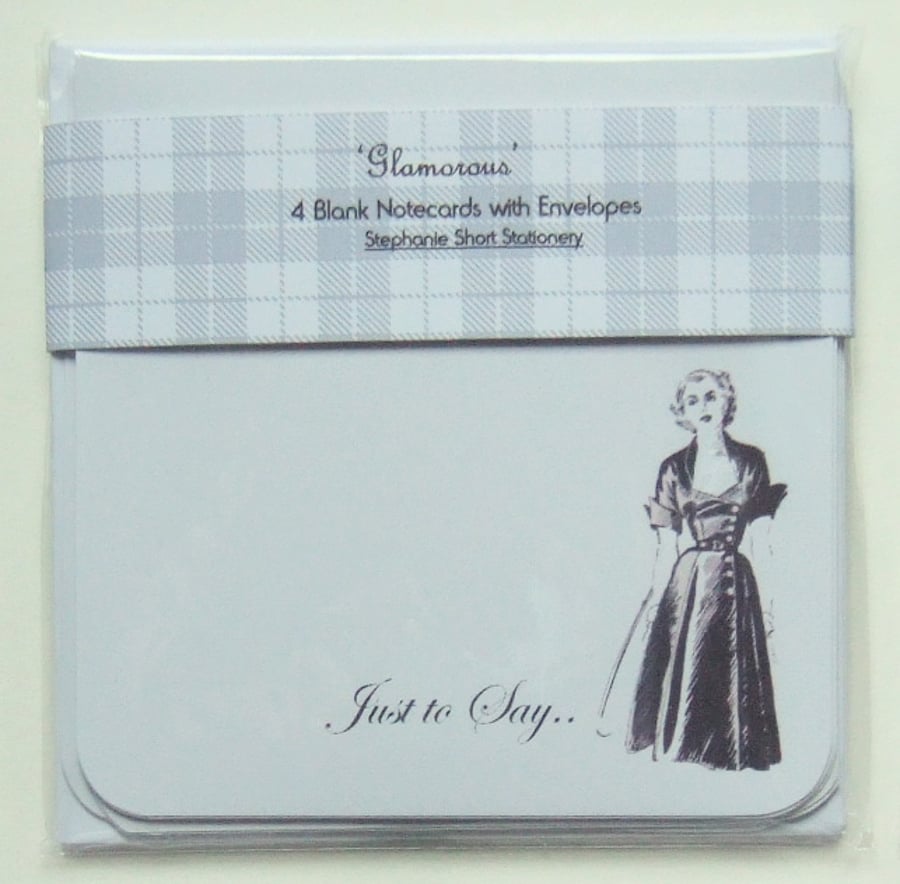 'Glamorous'
4 Blank Notecards with Envelopes
Stephanie Short Stationery
Just to Say..